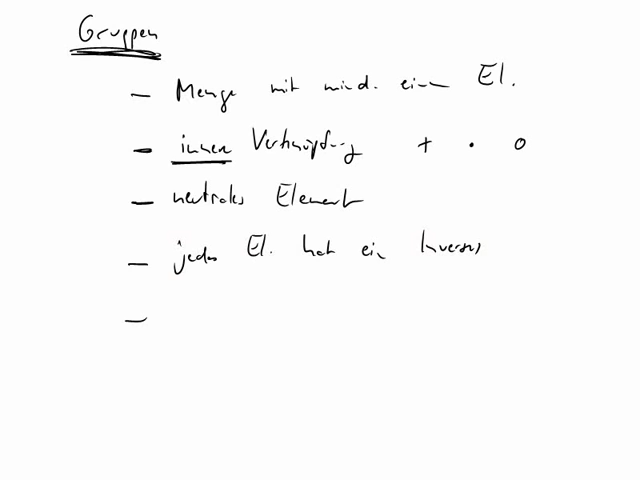 Gruppen
– Menge mit mind. einem El.
– innere Verknüpfung + · ∘
– neutrales Element
– jedes El. hat ein Inverses
–